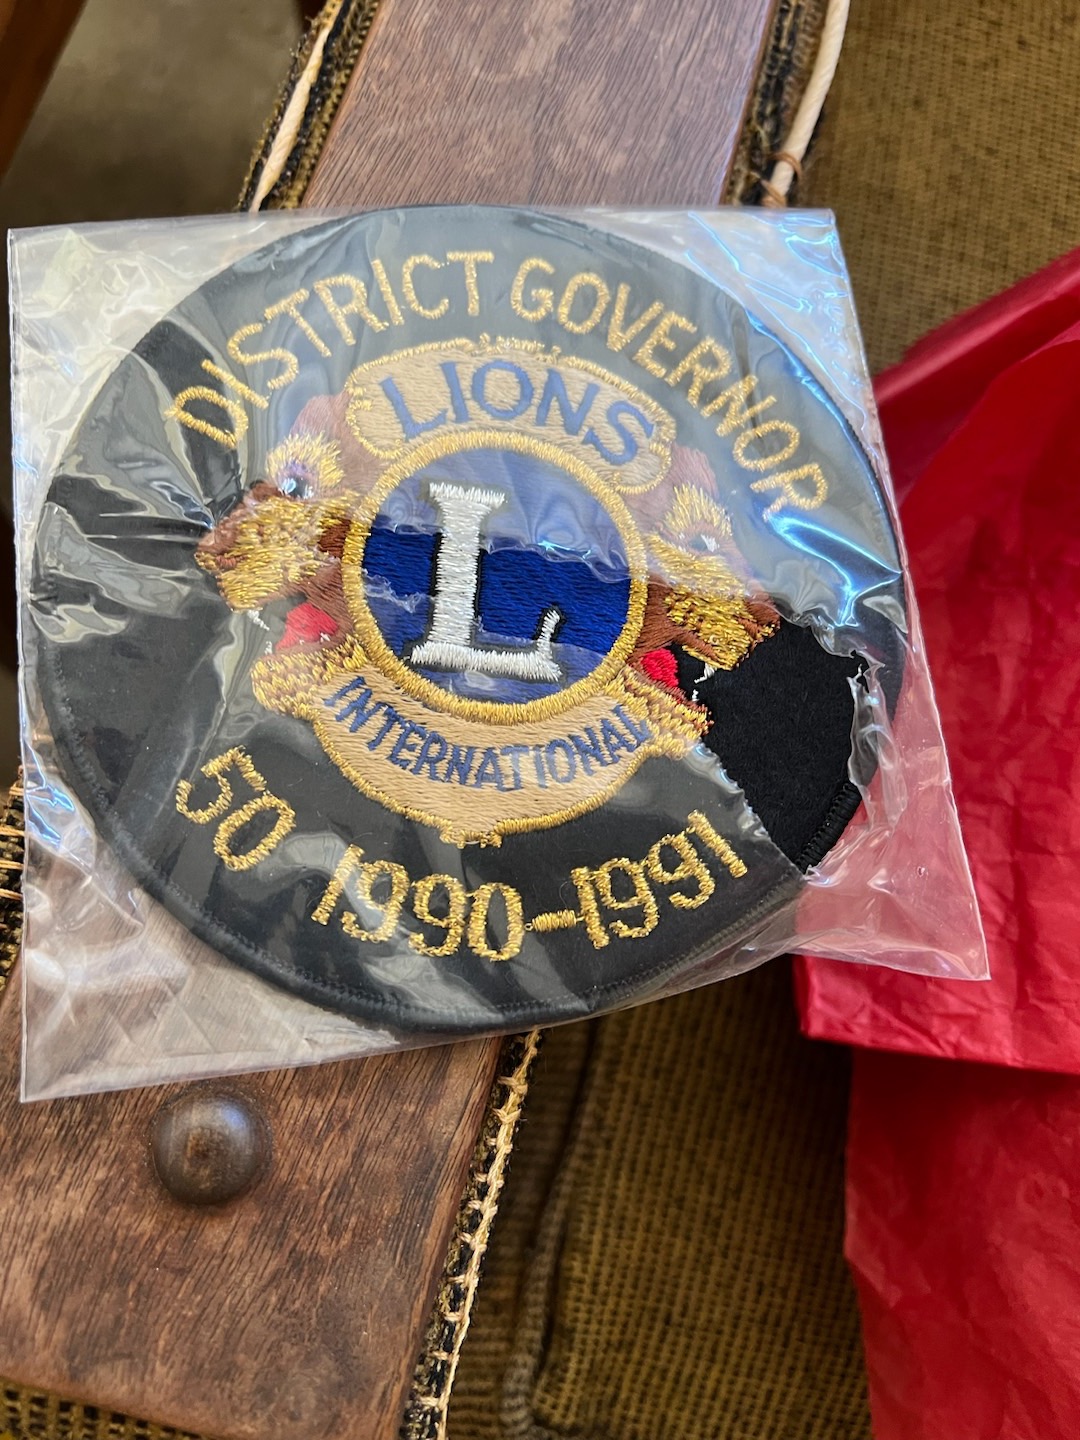 DISTRICT GOVERNOR
LIONS
L
INTERNATIONAL
50 1990-1991